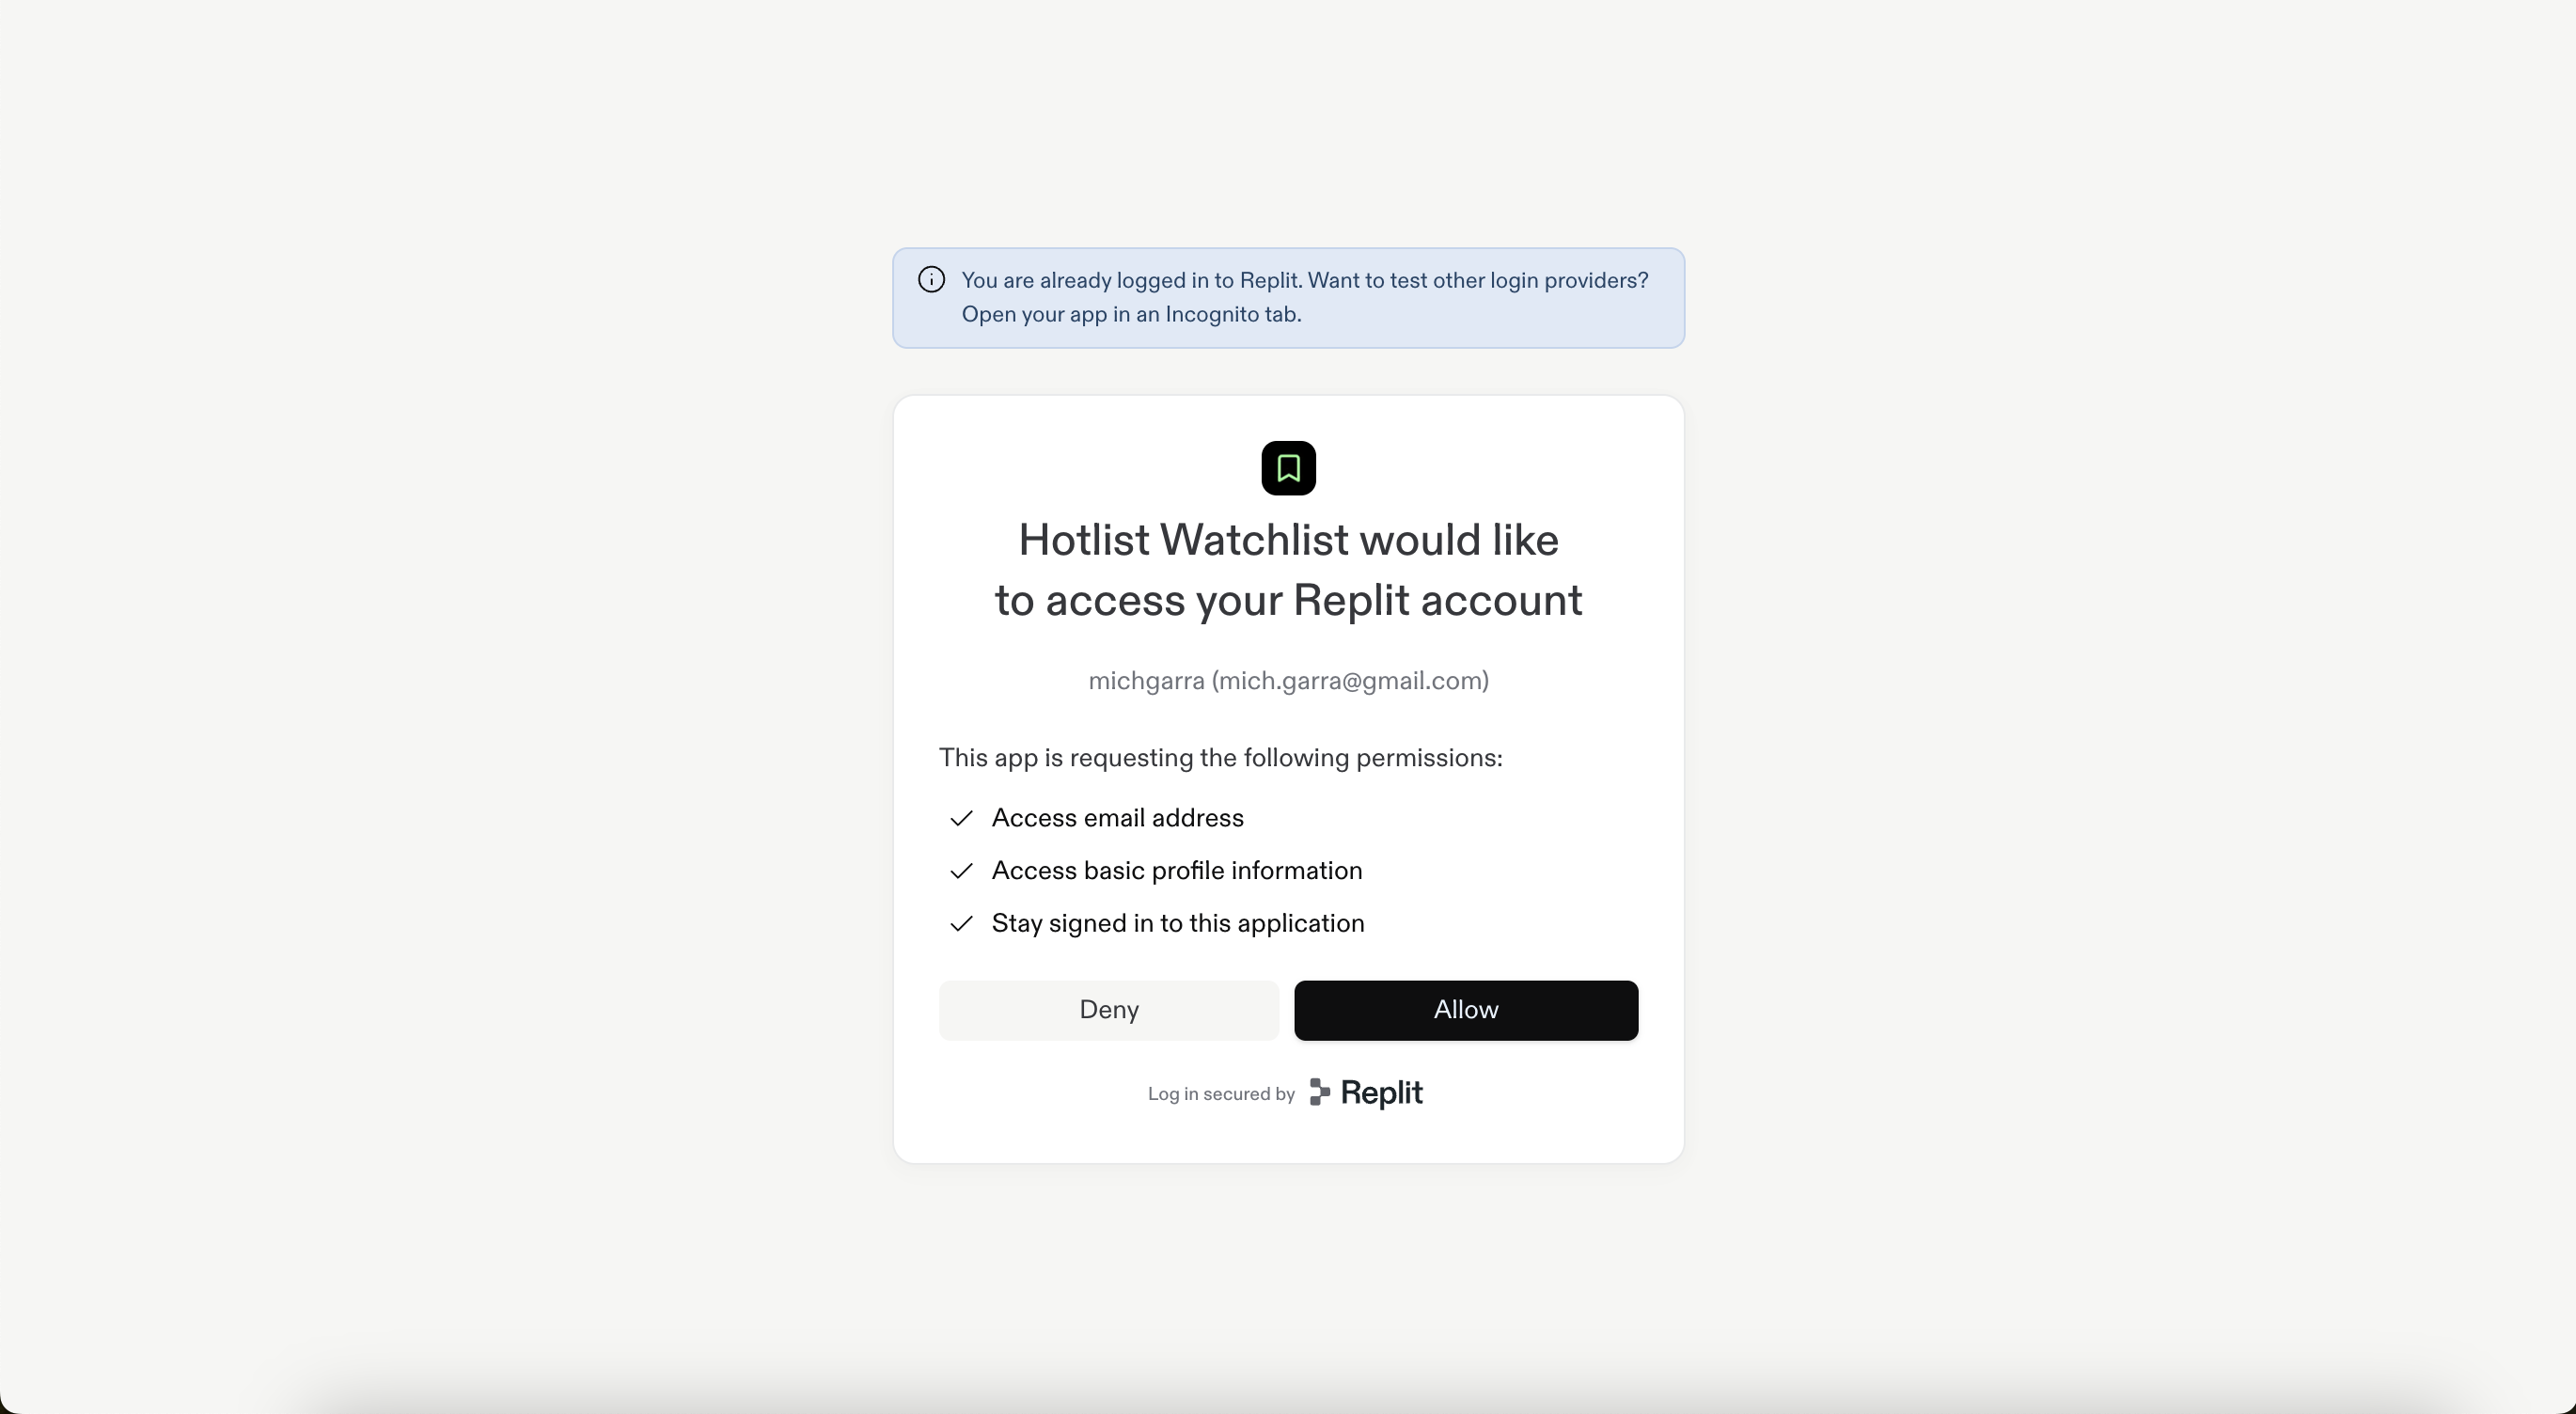 You are already logged in to Replit. Want to test other login providers?
Open your app in an Incognito tab.
Hotlist Watchlist would like
to access your Replit account
michgarra (mich.garra@gmail.com)
This app is requesting the following permissions:
Access email address
Access basic profile information
Stay signed in to this application
Deny
Allow
Log in secured by Replit